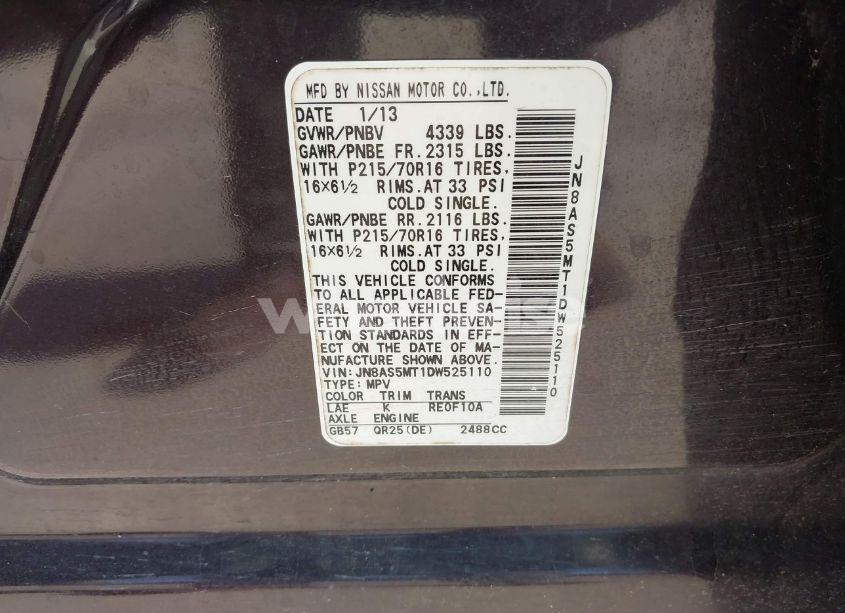 MFD BY NISSAN MOTOR CO.,LTD.
DATE 1/13
GVWR/PNBV 4339 LBS.
GAWR/PNBE FR. 2315 LBS.
WITH P215/70R16 TIRES,
16×6½ RIMS.AT 33 PSI
COLD SINGLE.
GAWR/PNBE RR. 2116 LBS.
WITH P215/70R16 TIRES,
16×6½ RIMS.AT 33 PSI
COLD SINGLE.
THIS VEHICLE CONFORMS
TO ALL APPLICABLE FED-
ERAL MOTOR VEHICLE SA-
FETY AND THEFT PREVEN-
TION STANDARDS IN EFF-
ECT ON THE DATE OF MA-
NUFACTURE SHOWN ABOVE.
VIN: JN8AS5MT1DW525110
TYPE: MPV
COLOR TRIM TRANS
LAE K RE0F10A
AXLE ENGINE
GB57 QR25(DE) 2488CC
JN8AS5MT1DW525110